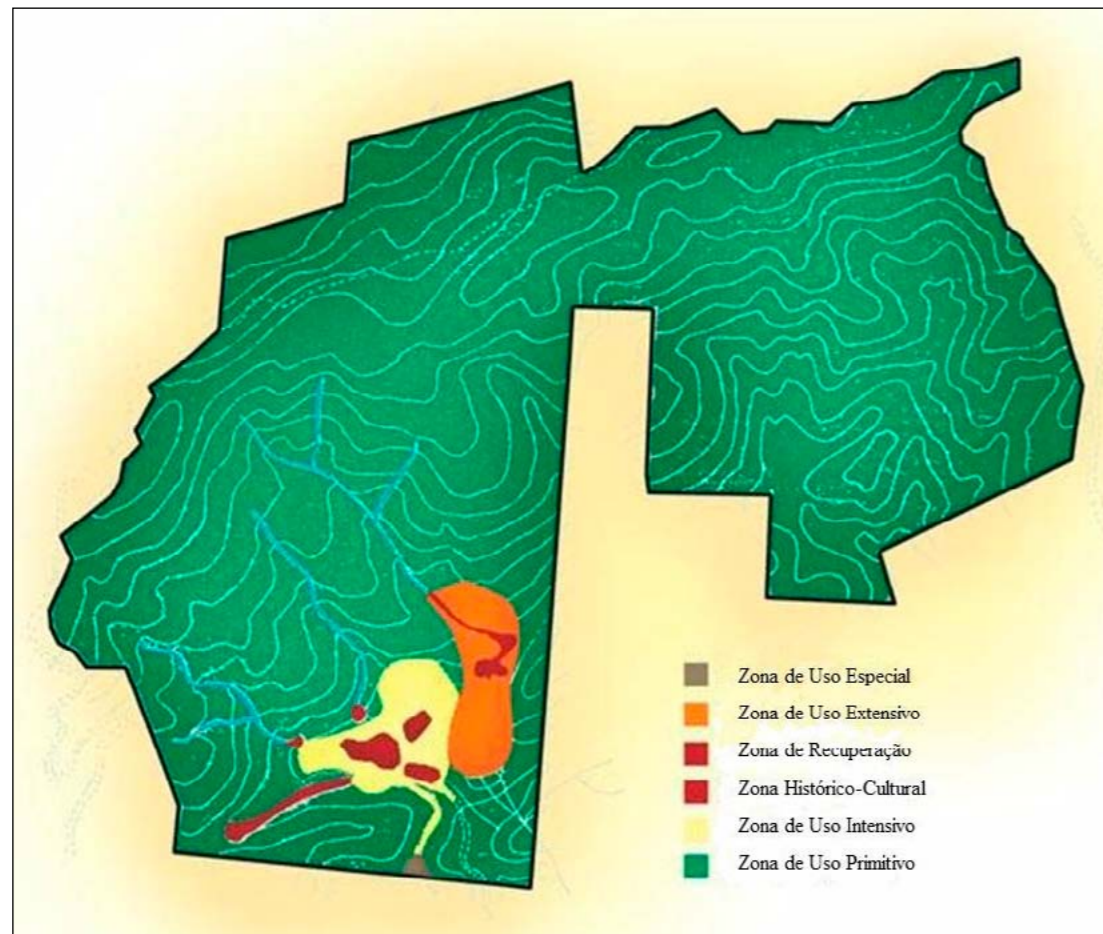 Zona de Uso Especial
Zona de Uso Extensivo
Zona de Recuperação
Zona Histórico-Cultural
Zona de Uso Intensivo
Zona de Uso Primitivo